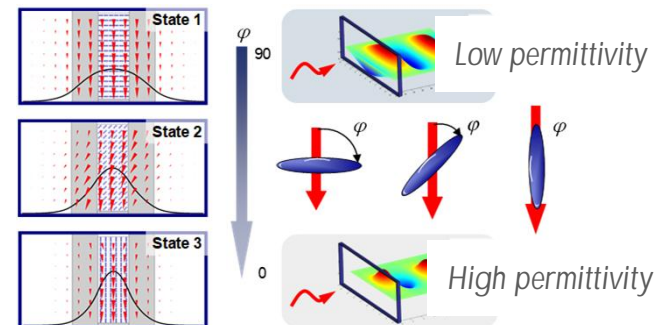 State 1
φ
90
Low permittivity
State 2
φ
φ
φ
State 3
0
High permittivity